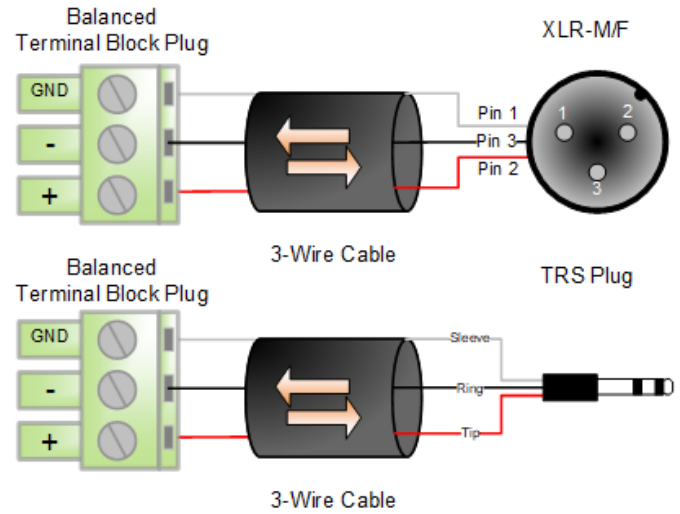 Balanced
Terminal Block Plug
XLR-M/F
GND
-
+
Pin 1
Pin 3
Pin 2
1
2
3
3-Wire Cable
Balanced
Terminal Block Plug
TRS Plug
GND
-
+
Sleeve
Ring
Tip
3-Wire Cable